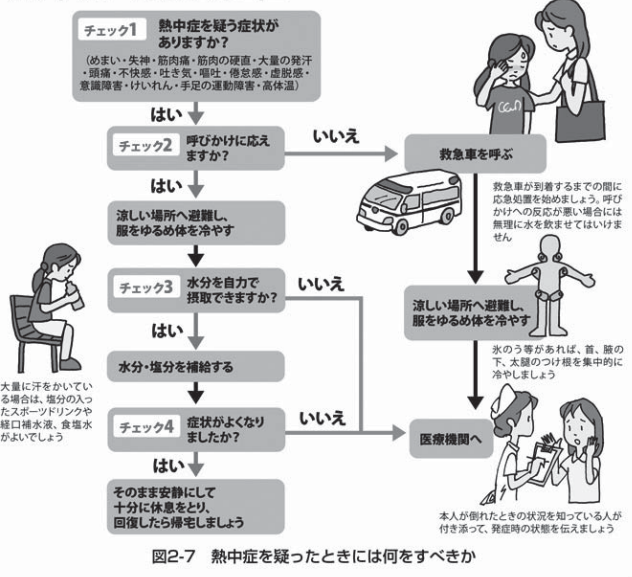 チェック1
熱中症を疑う症状が
ありますか?
(めまい・失神・筋肉痛・筋肉の硬直・大量の発汗
・頭痛・不快感・吐き気・嘔吐・倦怠感・虚脱感・
意識障害・けいれん・手足の運動障害・高体温)
はい
チェック2
呼びかけに応え
ますか?
いいえ
救急車を呼ぶ
救急車が到着するまでの間に
応急処置を始めましょう。呼び
かけへの反応が悪い場合には
無理に水を飲ませてはいけま
せん
はい
涼しい場所へ避難し、
服をゆるめ体を冷やす
チェック3
水分を自力で
摂取できますか?
いいえ
涼しい場所へ避難し、
服をゆるめ体を冷やす
氷のう等があれば、首、腋の
下、太腿のつけ根を集中的に
冷やしましょう
はい
水分・塩分を補給する
大量に汗をかいてい
る場合は、塩分の入っ
たスポーツドリンクや
経口補水液、食塩水
がよいでしょう
チェック4
症状がよくなり
ましたか?
いいえ
医療機関へ
はい
そのまま安静にして
十分に休息をとり、
回復したら帰宅しましょう
本人が倒れたときの状況を知っている人が
付き添って、発症時の状態を伝えましょう
図2-7 熱中症を疑ったときには何をすべきか